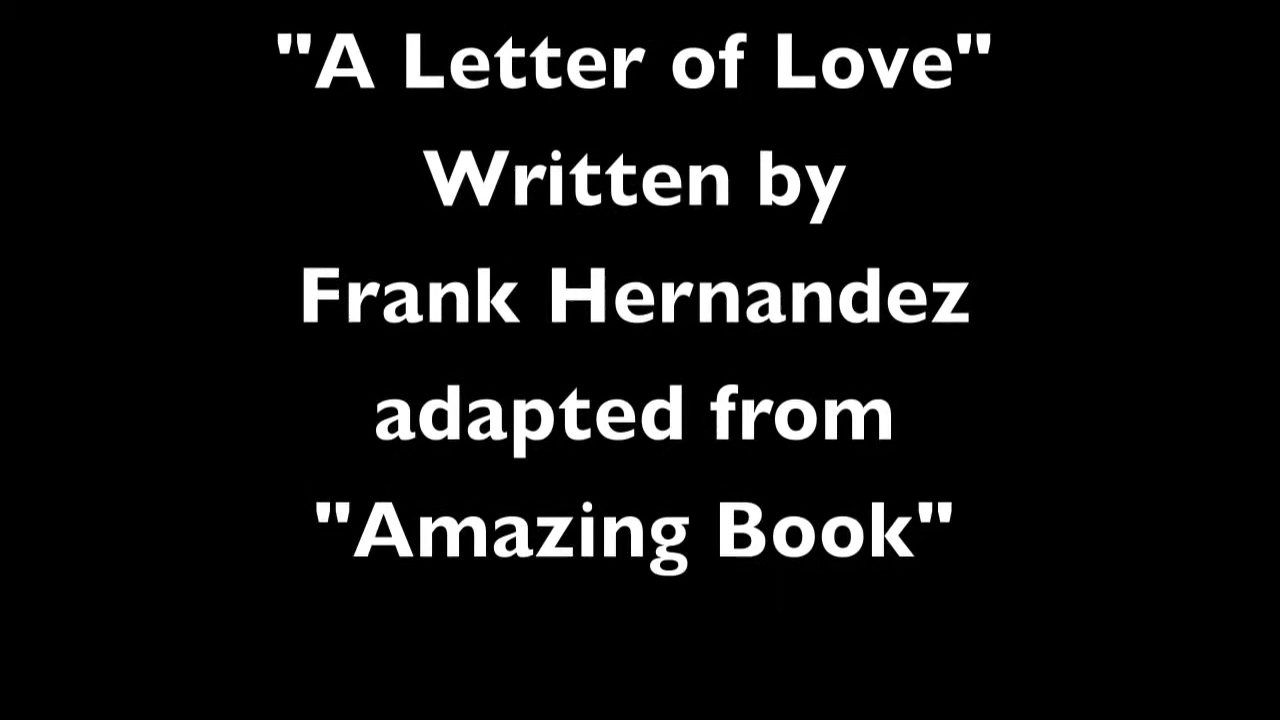 "A Letter of Love"
Written by
Frank Hernandez
adapted from
"Amazing Book"